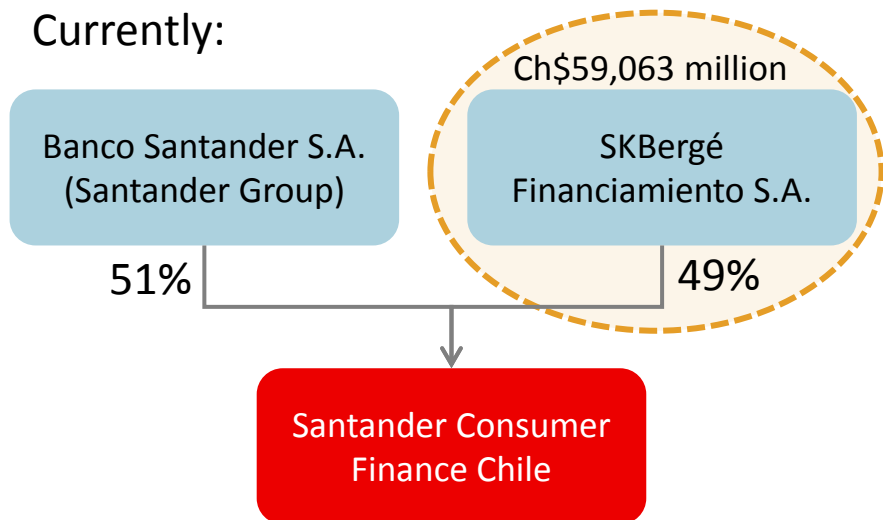 Currently:
Ch$59,063 million
Banco Santander S.A.
(Santander Group)
SKBergé
Financiamiento S.A.
51%
49%
Santander Consumer
Finance Chile